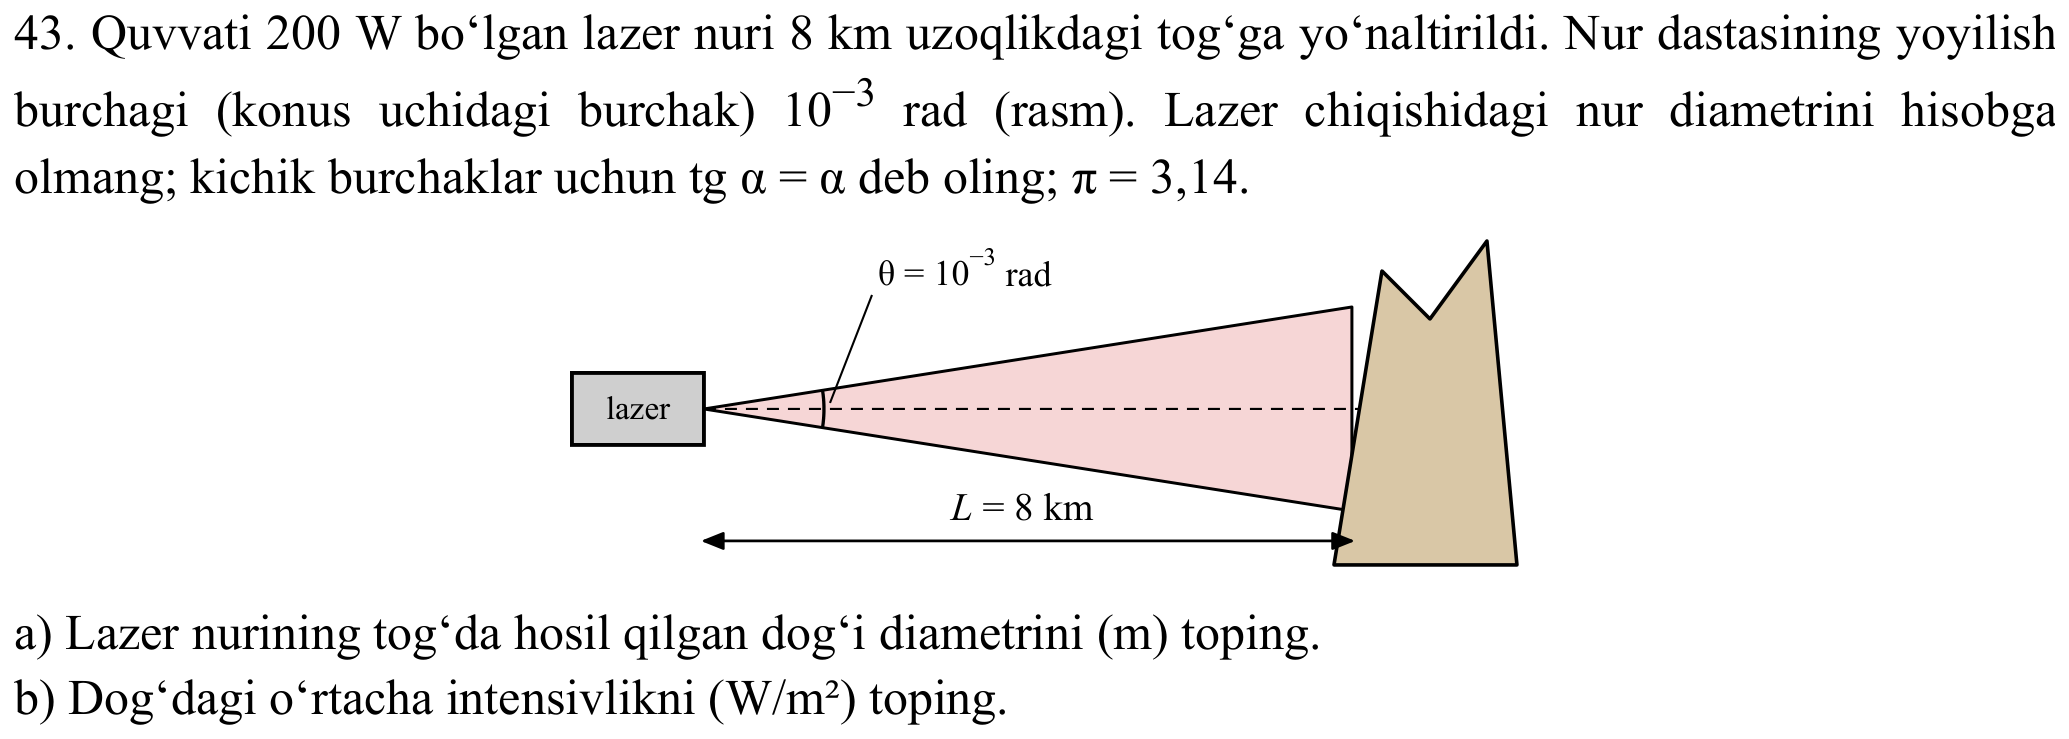 43. Quvvati 200 W bo‘lgan lazer nuri 8 km uzoqlikdagi tog‘ga yo‘naltirildi. Nur dastasining yoyilish
burchagi (konus uchidagi burchak) 10⁻³ rad (rasm). Lazer chiqishidagi nur diametrini hisobga
olmang; kichik burchaklar uchun tg α = α deb oling; π = 3,14.
θ = 10⁻³ rad
lazer
L = 8 km
a) Lazer nurining tog‘da hosil qilgan dog‘i diametrini (m) toping.
b) Dog‘dagi o‘rtacha intensivlikni (W/m²) toping.